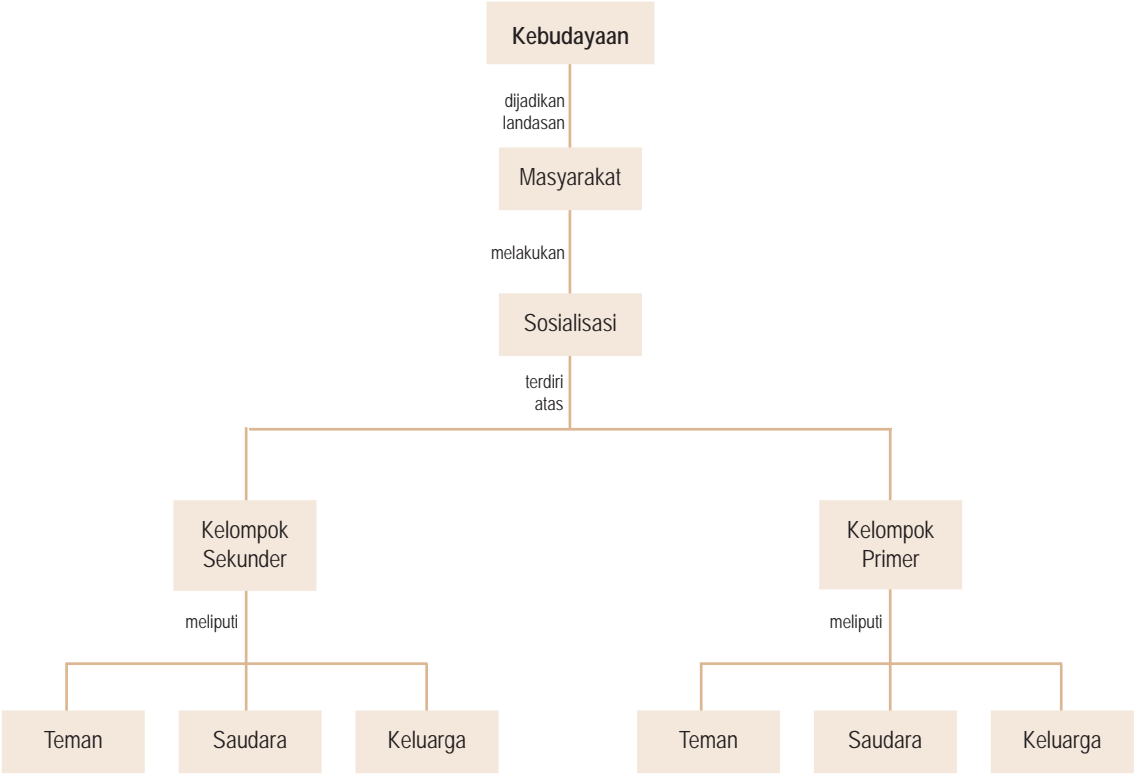 Kebudayaan
dijadikan
landasan
Masyarakat
melakukan
Sosialisasi
terdiri
atas
Kelompok
Sekunder
Kelompok
Primer
meliputi
meliputi
Teman
Saudara
Keluarga
Teman
Saudara
Keluarga